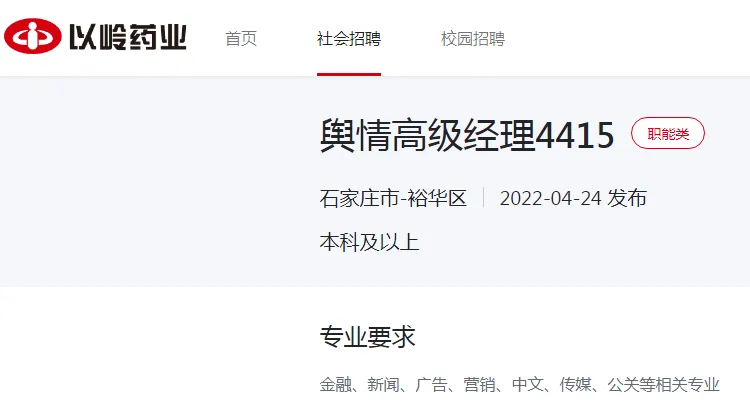 以岭药业 首页 社会招聘 校园招聘
舆情高级经理4415 职能类
石家庄市-裕华区 2022-04-24 发布
本科及以上
专业要求
金融、新闻、广告、营销、中文、传媒、公关等相关专业